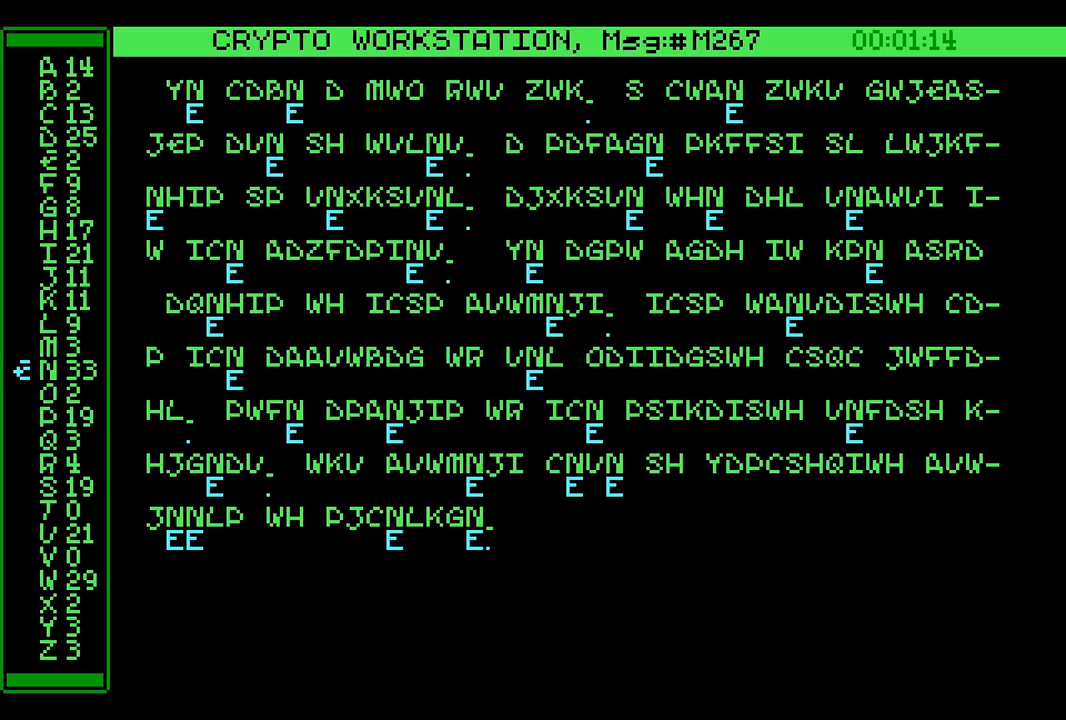 CRYPTO WORKSTATION, Msg:#M267 00:01:14
A 14
B 2
C 13
D 25
E 2
F 9
G 8
H 17
I 21
J 11
K 11
L 9
M 3
E N 33
O 2
P 19
Q 3
R 4
S 19
T 0
U 21
V 0
W 29
X 2
Y 3
Z 3
YN CDBN D MWO RWU ZWK. S CWAN ZWKU GWJEAS-
E E . E
JEP DUN SH WULNU. D PDFAGN PKFFSI SL LWJKF-
E E . E
NHIP SP UNXKSUNL. DJXKSUN WHN DHL UNAWUI I-
E E E . E E E
W ICN ADZFDPINU. YN DGPW AGDH IW KPN ASRD
E E . E E
DQNHIP WH ICSP AUWMNJI. ICSP WANUDISWH CD-
E E . E
P ICN DAAUWBDG WR UNL ODIIDGSWH CSQC JWFFD-
E E
HL. PWFN DPANJIP WR ICN PSIKDISWH UNFDSH K-
. E E E E
HJGNDU. WKU AUWMNJI CNUN SH YDPCSHQIWH AUW-
E . E E E
JNNLP WH PJCNLKGN.
EE E E.